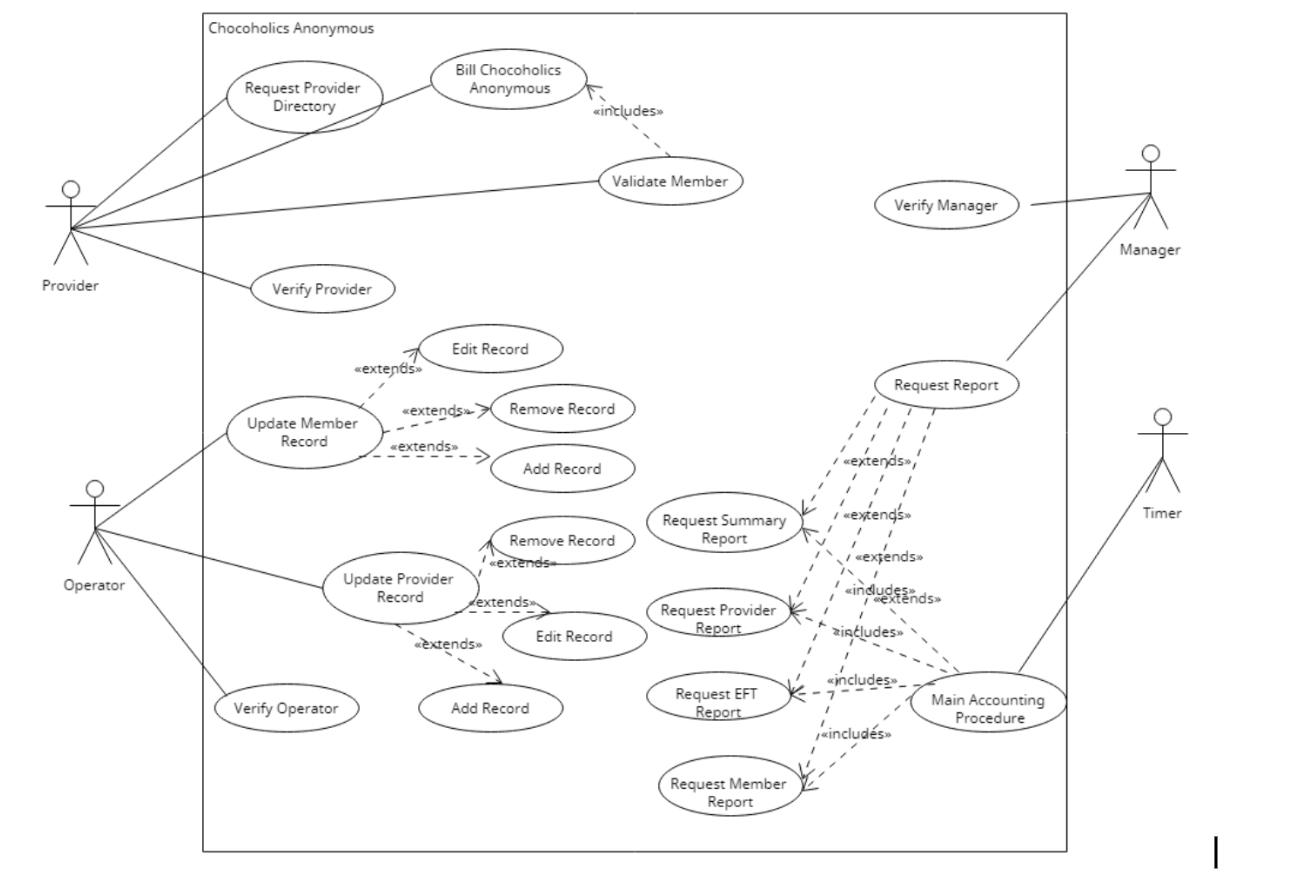 Chocoholics Anonymous
Request Provider
Directory
Bill Chocoholics
Anonymous
«includes»
Validate Member
Verify Manager
Manager
Provider
Verify Provider
Edit Record
«extends»
Remove Record
«extends»
Update Member
Record
«extends»
Add Record
Request Report
«extends»
Timer
Operator
Request Summary
Report
«extends»
Remove Record
«extends»
Update Provider
Record
«extends»
«extends»
«includes»
«extends»
Request Provider
Report
«includes»
Edit Record
«extends»
Request EFT
Report
«includes»
Main Accounting
Procedure
Verify Operator
Add Record
«includes»
Request Member
Report